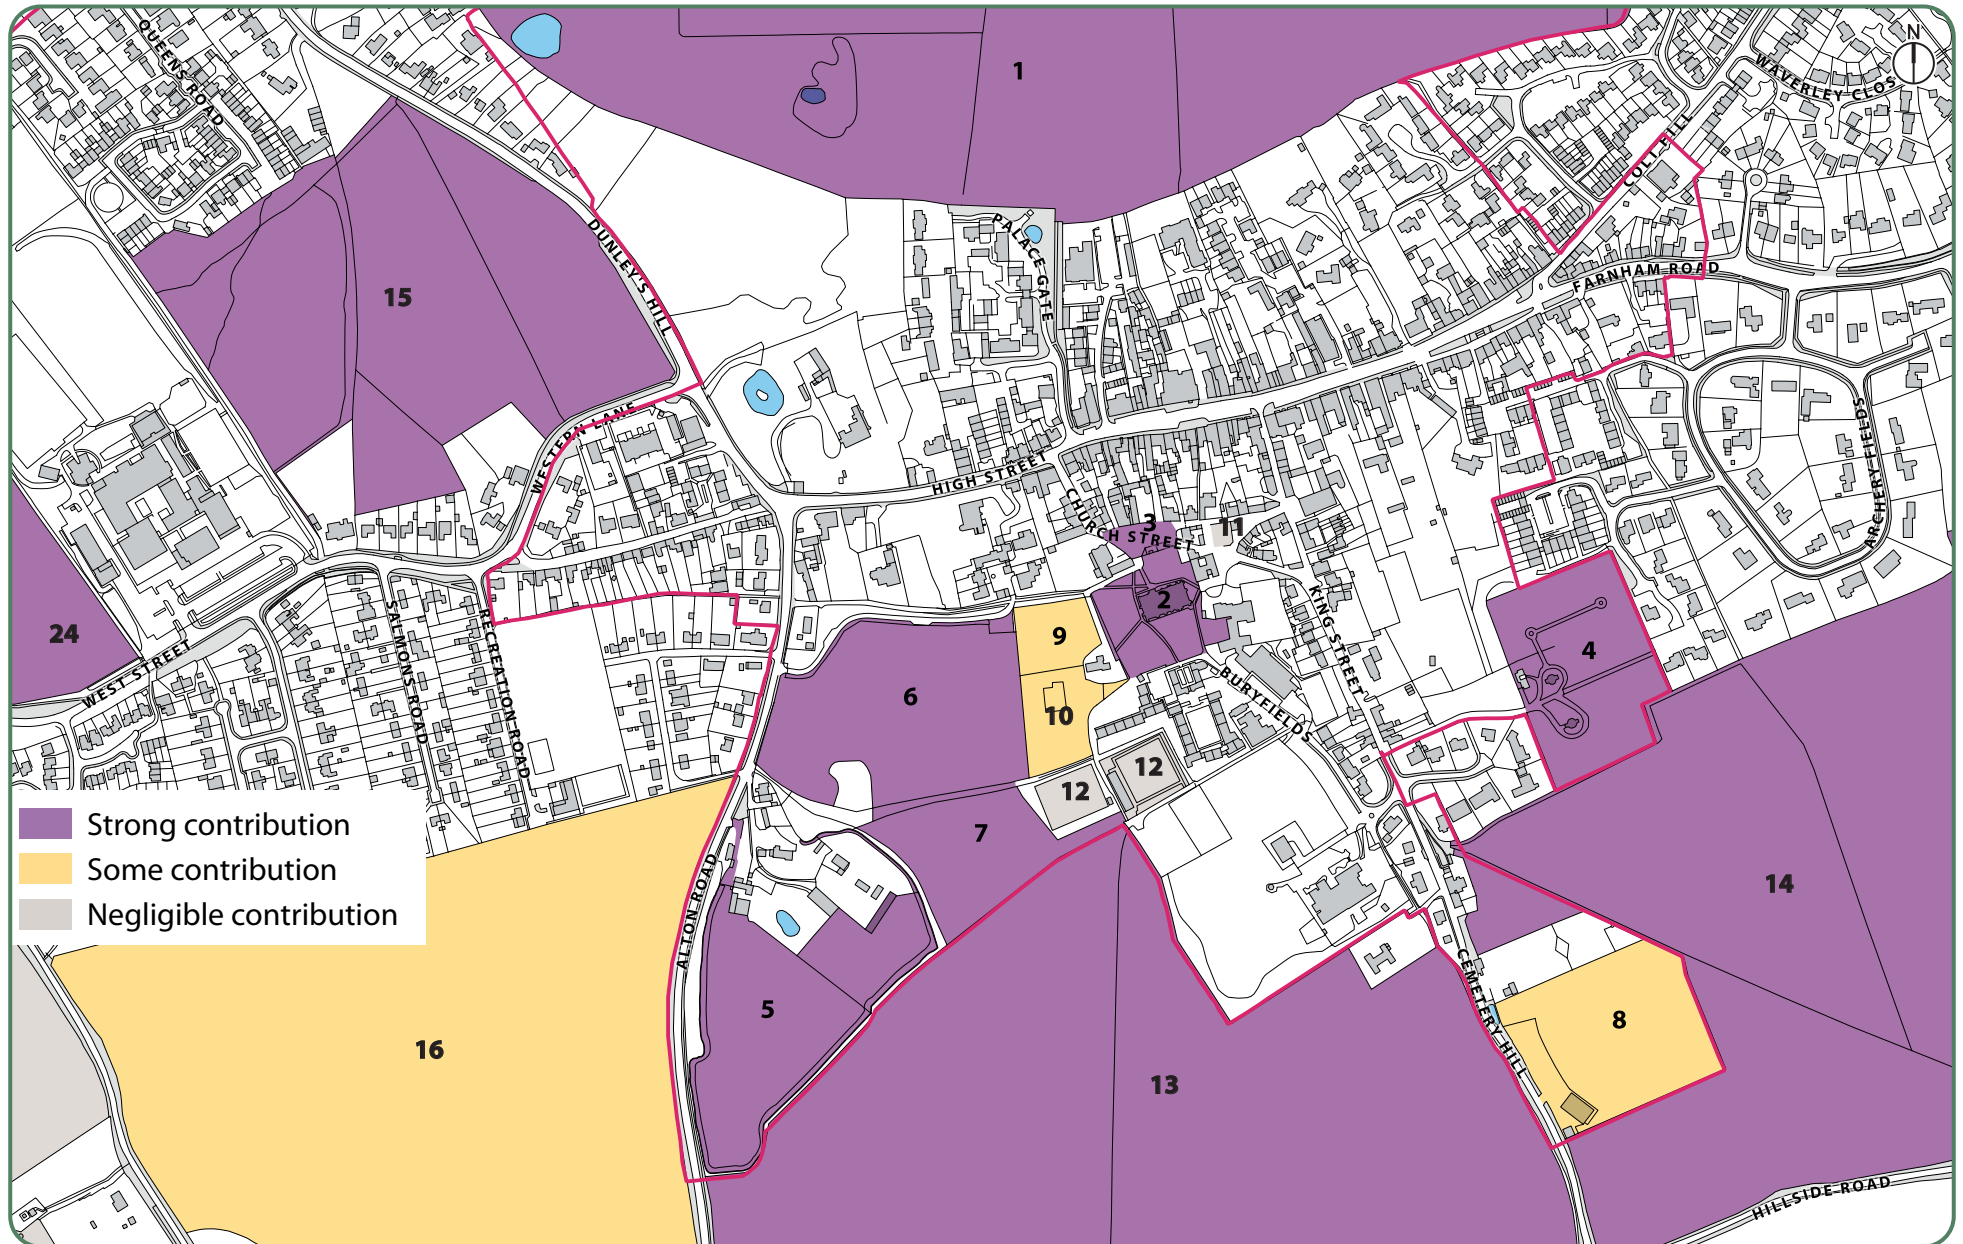 QUEENS ROAD
1
N
WAVERLEY CLOS
COLT HILL
PALACE GATE
DUNLEY'S HILL
FARNHAM ROAD
15
WESTERN LANE
HIGH STREET
ARCHERY FIELDS
CHURCH STREET
3
11
2
KING STREET
24
WEST STREET
SALMONS ROAD
RECREATION ROAD
9
4
6
10
BURYFIELDS
12
12
7
Strong contribution
Some contribution
Negligible contribution
ALTON ROAD
14
5
CEMETERY HILL
8
16
13
HILLSIDE ROAD